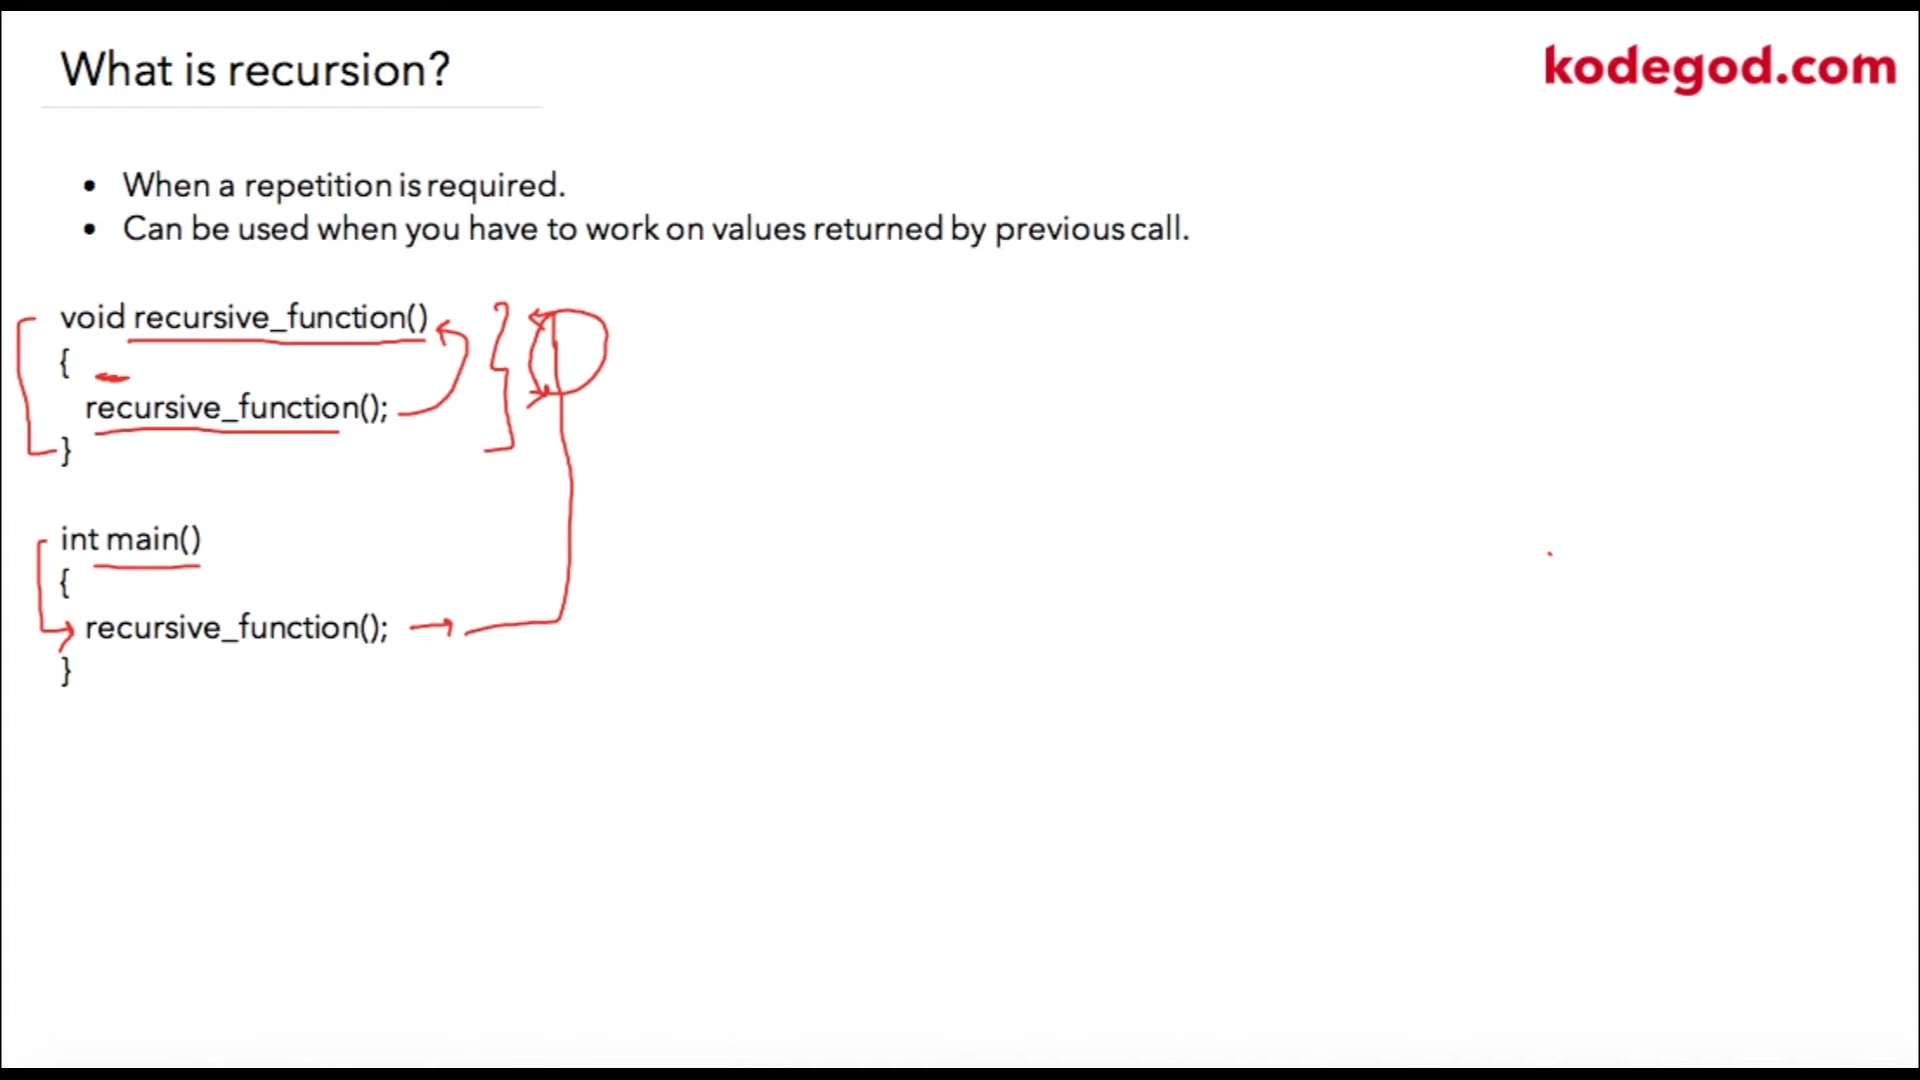 What is recursion?
kodegod.com
• When a repetition is required.
• Can be used when you have to work on values returned by previous call.
void recursive_function()
{
recursive_function();
}
int main()
{
recursive_function();
}